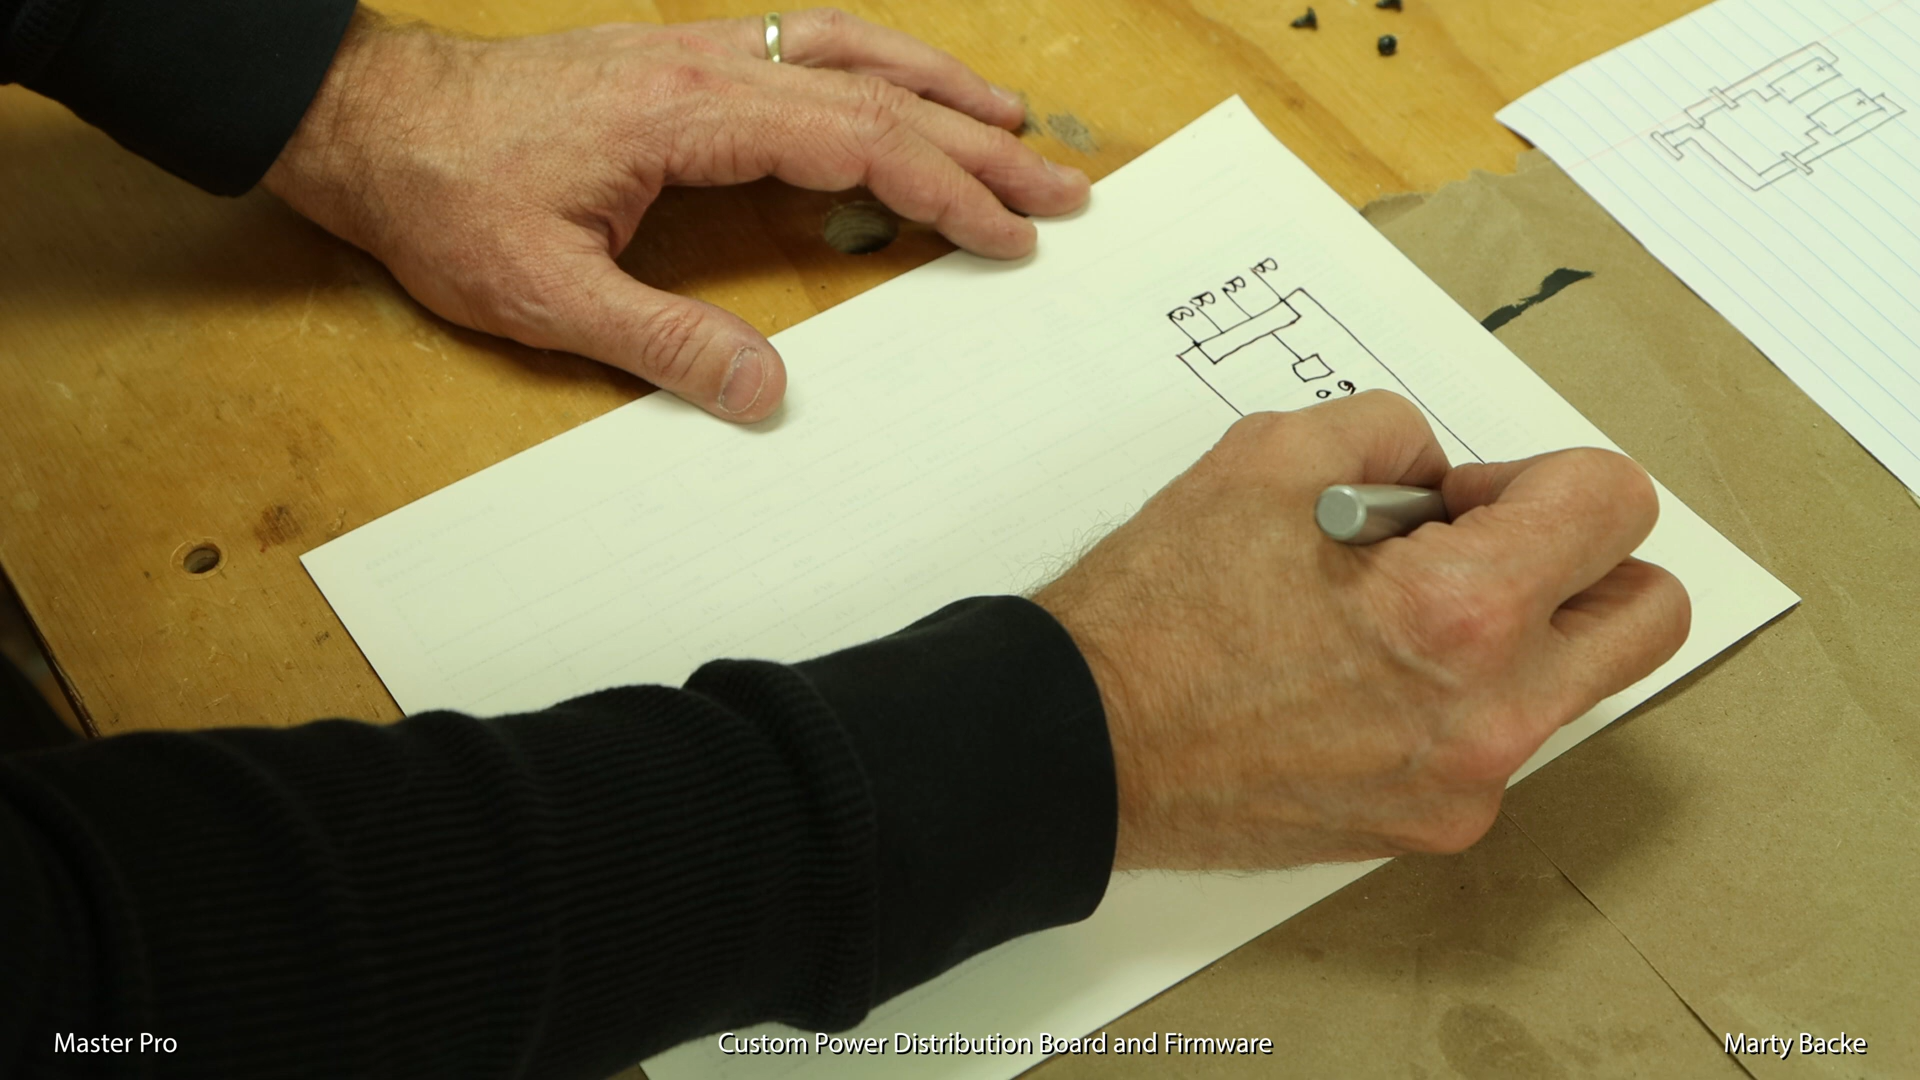 B B B B
Master Pro
Custom Power Distribution Board and Firmware
Marty Backe